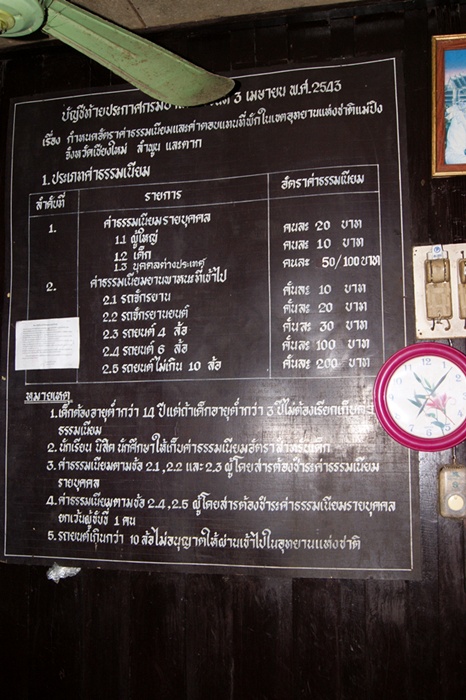 บัญชีท้ายประกาศกรมป่า 3 เมษายน พ.ศ.2543
เรื่อง กำหนดอัตราค่าธรรมเนียมและค่าตอบแทนที่พักในเขตอุทยานแห่งชาติแม่ปิง
จังหวัดเชียงใหม่ ลำพูน และตาก
1. ประเภทค่าธรรมเนียม
ลำดับที่ รายการ อัตราค่าธรรมเนียม
1. ค่าธรรมเนียมรายบุคคล
1.1 ผู้ใหญ่ คนละ 20 บาท
1.2 เด็ก คนละ 10 บาท
1.3 บุคคลต่างประเทศ คนละ 50/100 บาท
2. ค่าธรรมเนียมยานพาหนะที่เข้าไป
2.1 รถจักรยาน คันละ 10 บาท
2.2 รถจักรยานยนต์ คันละ 20 บาท
2.3 รถยนต์ 4 ล้อ คันละ 30 บาท
2.4 รถยนต์ 6 ล้อ คันละ 100 บาท
2.5 รถยนต์ไม่เกิน 10 ล้อ คันละ 200 บาท
หมายเหตุ
1. เด็กต้องอายุต่ำกว่า 14 ปี แต่ถ้าเด็กอายุต่ำกว่า 3 ปี ไม่ต้องเรียกเก็บค่า
ธรรมเนียม
2. นักเรียน นิสิต นักศึกษาให้เก็บค่าธรรมเนียมอัตราสำหรับเด็ก
3. ค่าธรรมเนียมตามข้อ 2.1 ,2.2 และ 2.3 ผู้โดยสารต้องชำระค่าธรรมเนียม
รายบุคคล
4. ค่าธรรมเนียมตามข้อ 2.4, 2.5 ผู้โดยสารต้องชำระค่าธรรมเนียมรายบุคคล
ยกเว้นผู้ขับขี่ 1 คน
5. รถยนต์เกินกว่า 10 ล้อไม่อนุญาตให้ผ่านเข้าไปในอุทยานแห่งชาติ